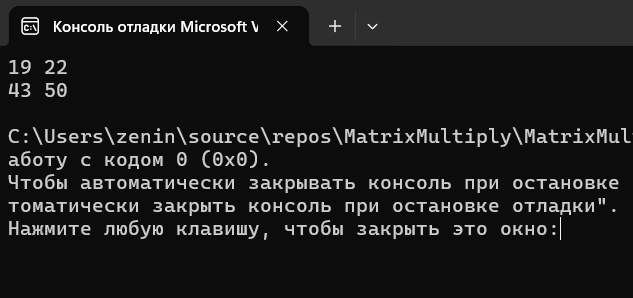 Консоль отладки Microsoft V
19 22
43 50
C:\Users\zenin\source\repos\MatrixMultiply\MatrixMul
аботу с кодом 0 (0x0).
Чтобы автоматически закрывать консоль при остановке
томатически закрыть консоль при остановке отладки".
Нажмите любую клавишу, чтобы закрыть это окно: